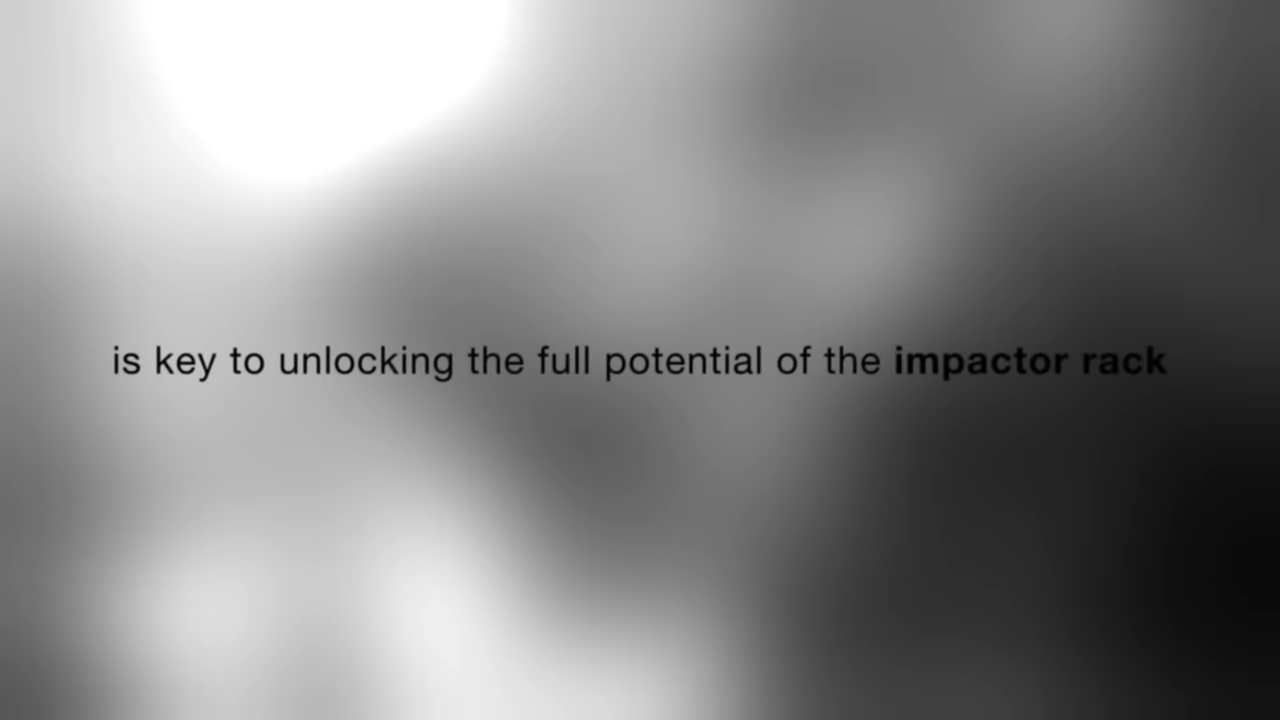 is key to unlocking the full potential of the impactor rack